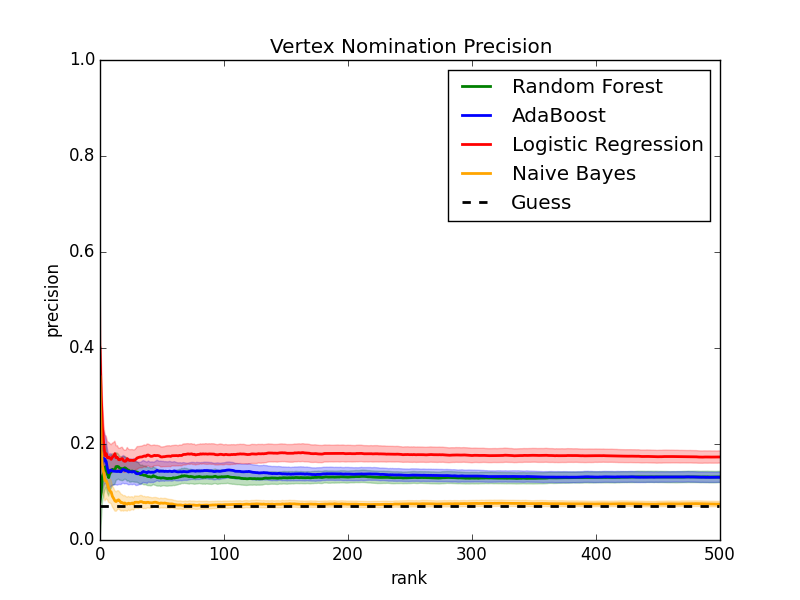 Vertex Nomination Precision
1.0
0.8
0.6
0.4
0.2
0.0
precision
Random Forest
AdaBoost
Logistic Regression
Naive Bayes
Guess
0 100 200 300 400 500
rank